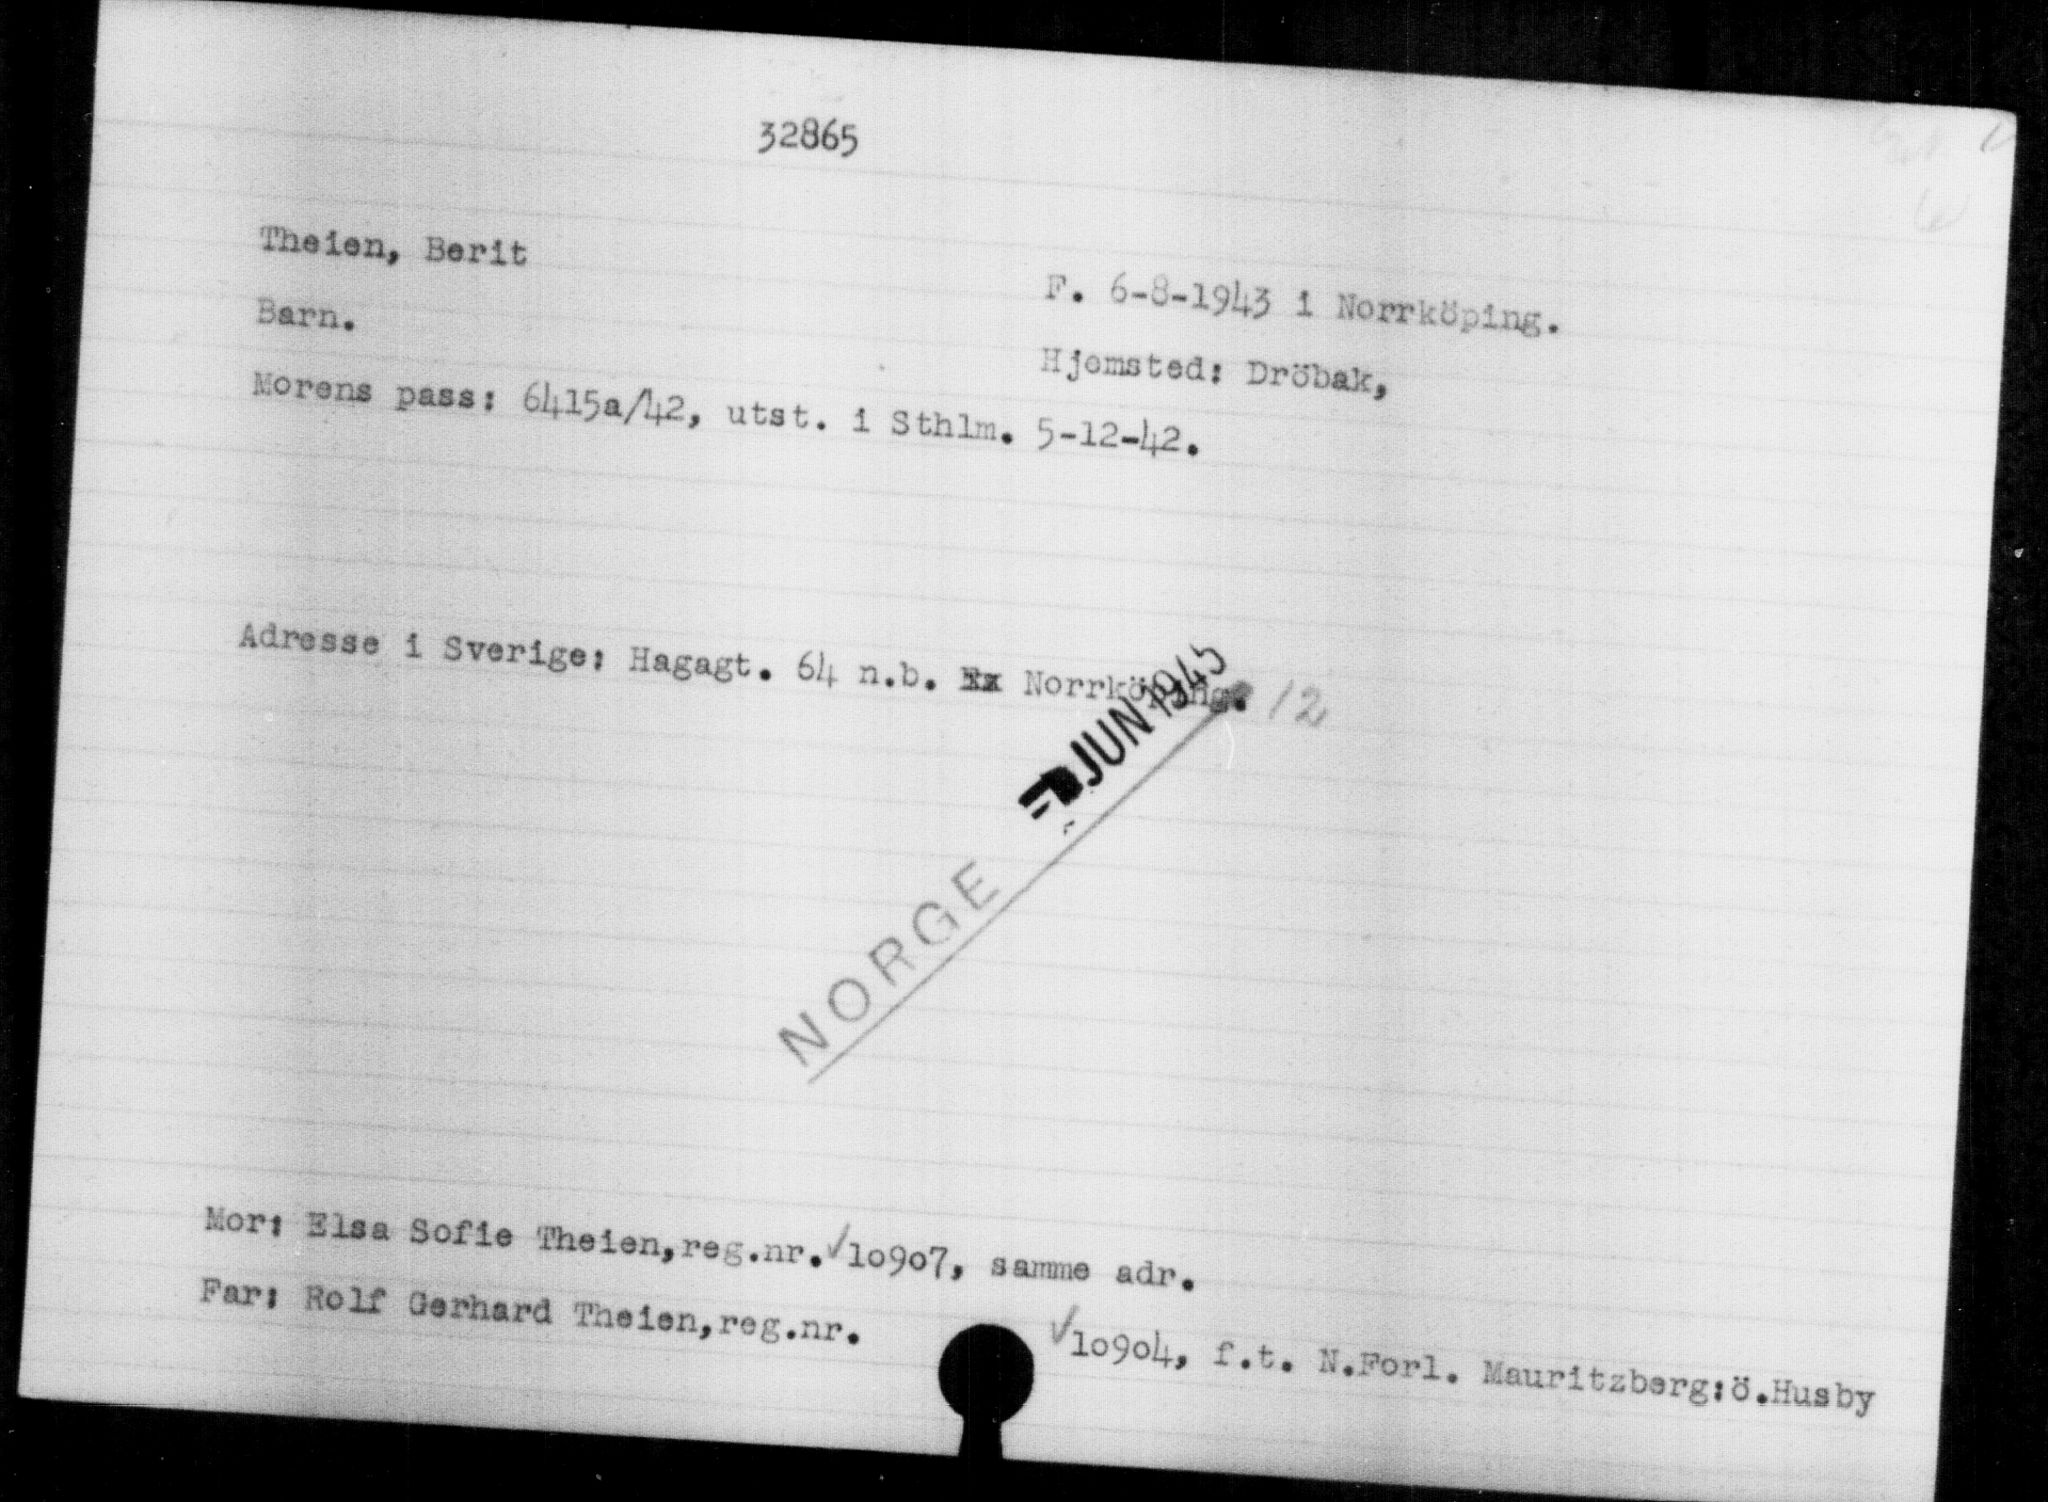 32865
Theien, Berit
F. 6-8-1943 i Norrköping.
Barn.
Hjemsted: Dröbak,
Morens pass: 6415a/42, utst. i Sthlm. 5-12-42.
Adresse i Sverige: Hagagt. 64 n.b. Norrköping. 12
JUN 1945
NORGE
Mor: Elsa Sofie Theien,reg.nr. ✓10907, samme adr.
Far: Rolf Gerhard Theien,reg.nr. ✓10904, f.t. N.Forl. Mauritzberg:ö.Husby